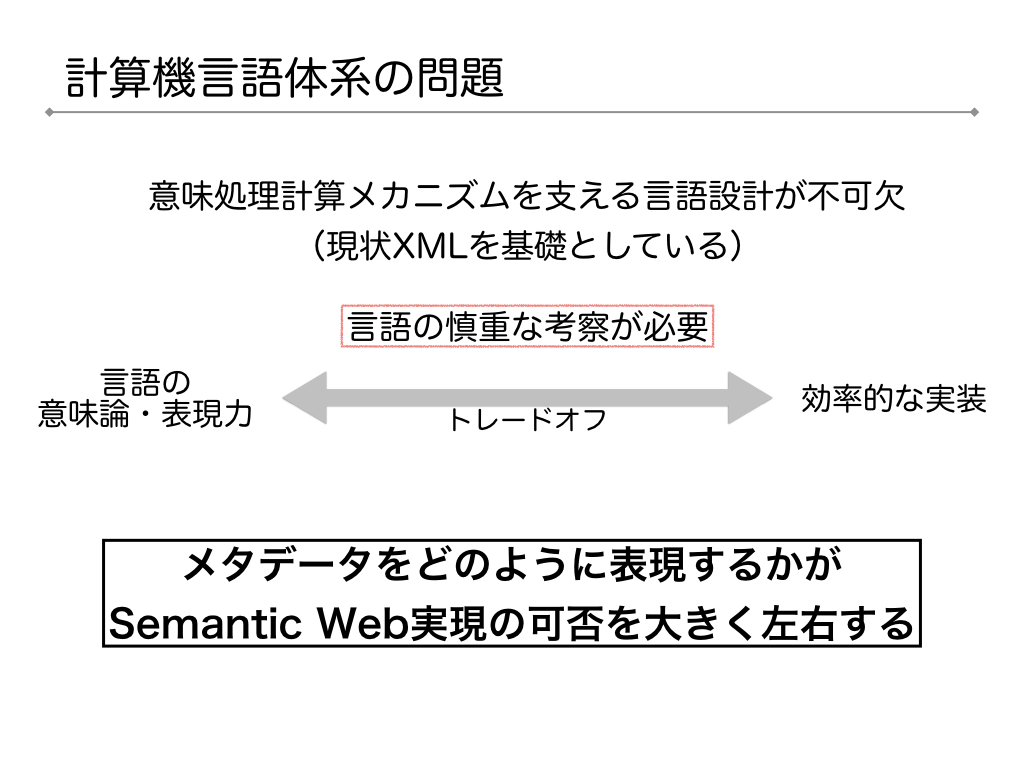 計算機言語体系の問題
意味処理計算メカニズムを支える言語設計が不可欠
（現状XMLを基礎としている）
言語の慎重な考察が必要
言語の
意味論・表現力
トレードオフ
効率的な実装
メタデータをどのように表現するかが
Semantic Web実現の可否を大きく左右する